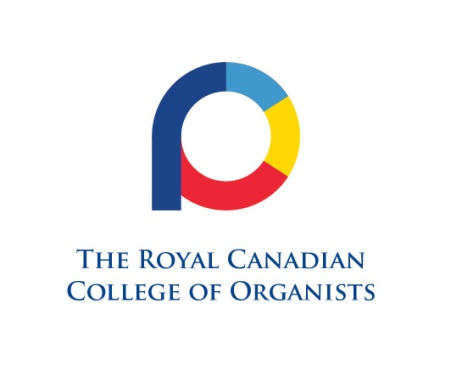 The Royal Canadian
College of Organists